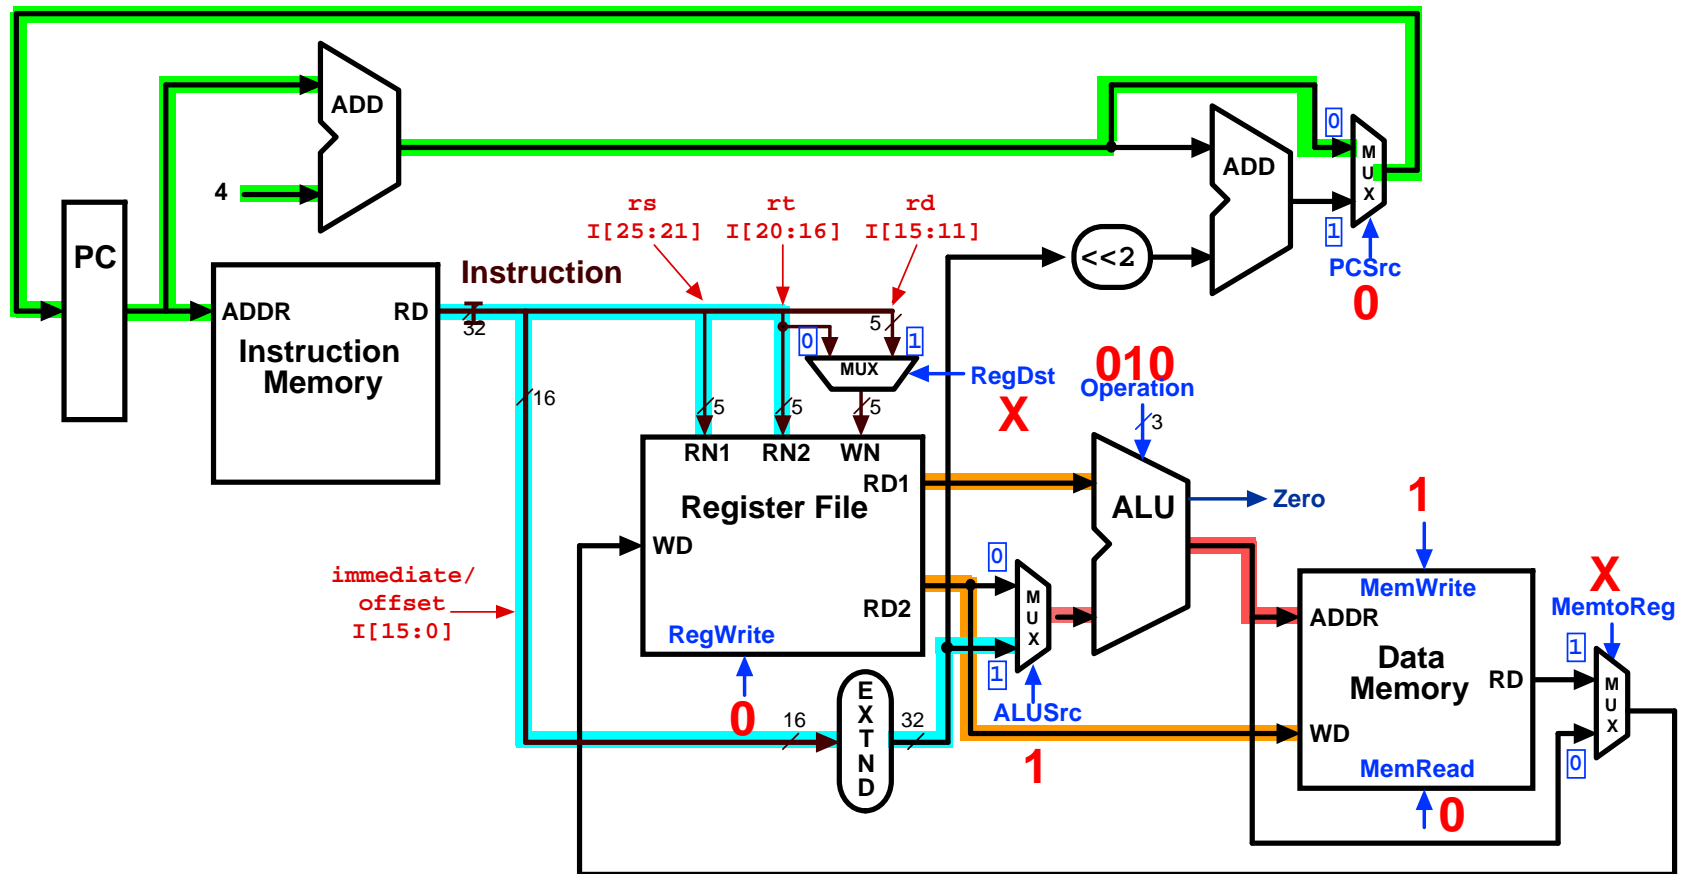 ADD
0
M
U
X
ADD
4
rs
I[25:21]
rt
I[20:16]
rd
I[15:11]
1
<<2
PCSrc
0
PC
Instruction
ADDR
RD
32
5
0
1
Instruction
Memory
MUX
RegDst
010
Operation
X
16
5
5
5
3
RN1
RN2
WN
RD1
Register File
ALU
Zero
1
WD
0
M
U
X
MemWrite
X
MemtoReg
immediate/
offset
I[15:0]
RD2
ADDR
RegWrite
1
Data
Memory
RD
1
M
U
X
0
E
X
T
N
D
16
32
ALUSrc
1
WD
MemRead
0
0